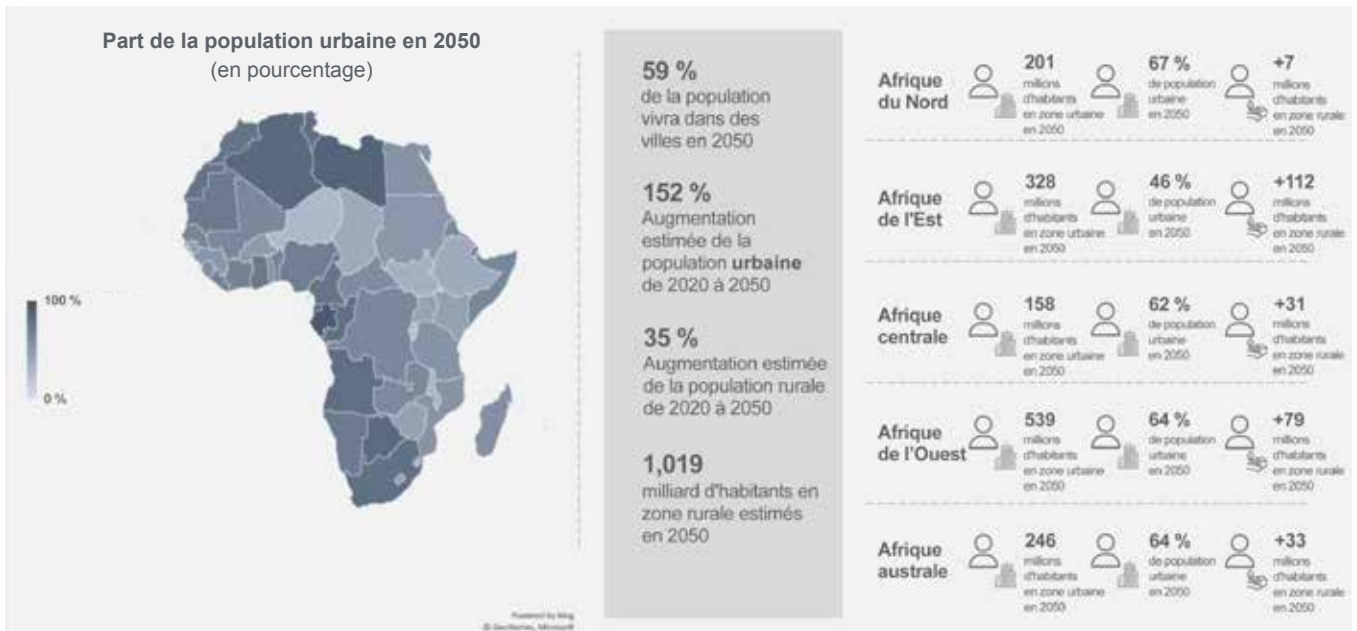 Part de la population urbaine en 2050
(en pourcentage)
100 %
0 %
Powered by Bing
© GeoNames, Microsoft
59 %
de la population
vivra dans des
villes en 2050
152 %
Augmentation
estimée de la
population urbaine
de 2020 à 2050
35 %
Augmentation estimée
de la population rurale
de 2020 à 2050
1,019
milliard d'habitants en
zone rurale estimés
en 2050
Afrique
du Nord
201
millions
d'habitants
en zone urbaine
en 2050
67 %
de population
urbaine
en 2050
+7
millions
d'habitants
en zone rurale
en 2050
Afrique
de l'Est
328
millions
d'habitants
en zone urbaine
en 2050
46 %
de population
urbaine
en 2050
+112
millions
d'habitants
en zone rurale
en 2050
Afrique
centrale
158
millions
d'habitants
en zone urbaine
en 2050
62 %
de population
urbaine
en 2050
+31
millions
d'habitants
en zone rurale
en 2050
Afrique
de l'Ouest
539
millions
d'habitants
en zone urbaine
en 2050
64 %
de population
urbaine
en 2050
+79
millions
d'habitants
en zone rurale
en 2050
Afrique
australe
246
millions
d'habitants
en zone urbaine
en 2050
64 %
de population
urbaine
en 2050
+33
millions
d'habitants
en zone rurale
en 2050